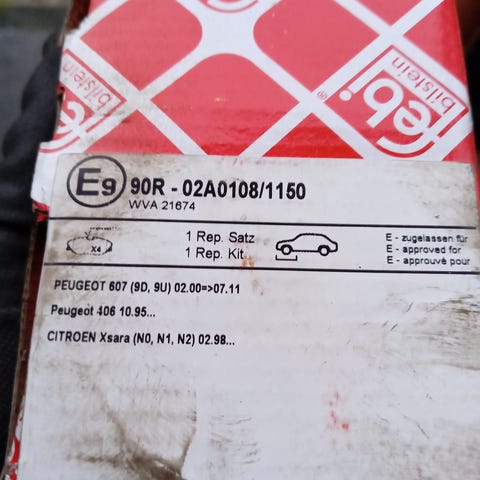 febi
bilstein
febi
bilstein
®
E9 90R - 02A0108/1150
WVA 21674
X4
1 Rep. Satz
1 Rep. Kit
E - zugelassen für
E - approved for
E - approuvé pour
PEUGEOT 607 (9D, 9U) 02.00=>07.11
Peugeot 406 10.95...
CITROEN Xsara (N0, N1, N2) 02.98...